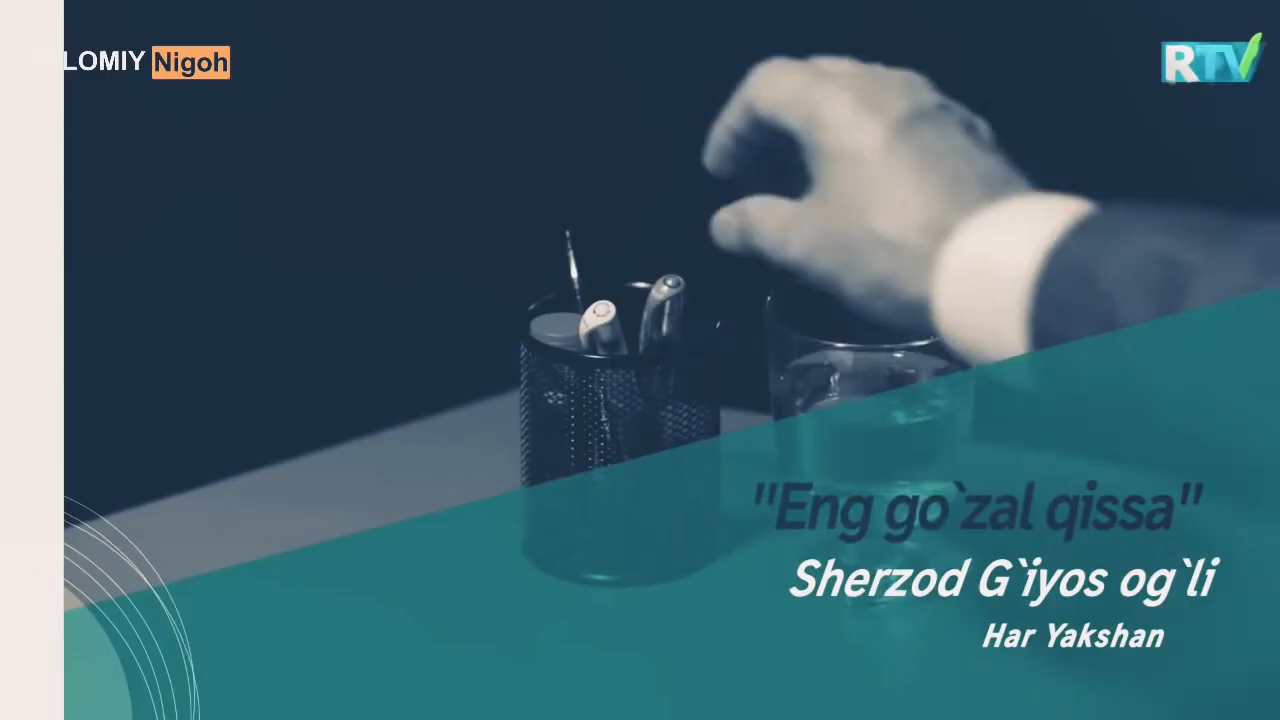 LOMIY Nigoh
RTV
"Eng go`zal qissa"
Sherzod G`iyos og`li
Har Yakshan